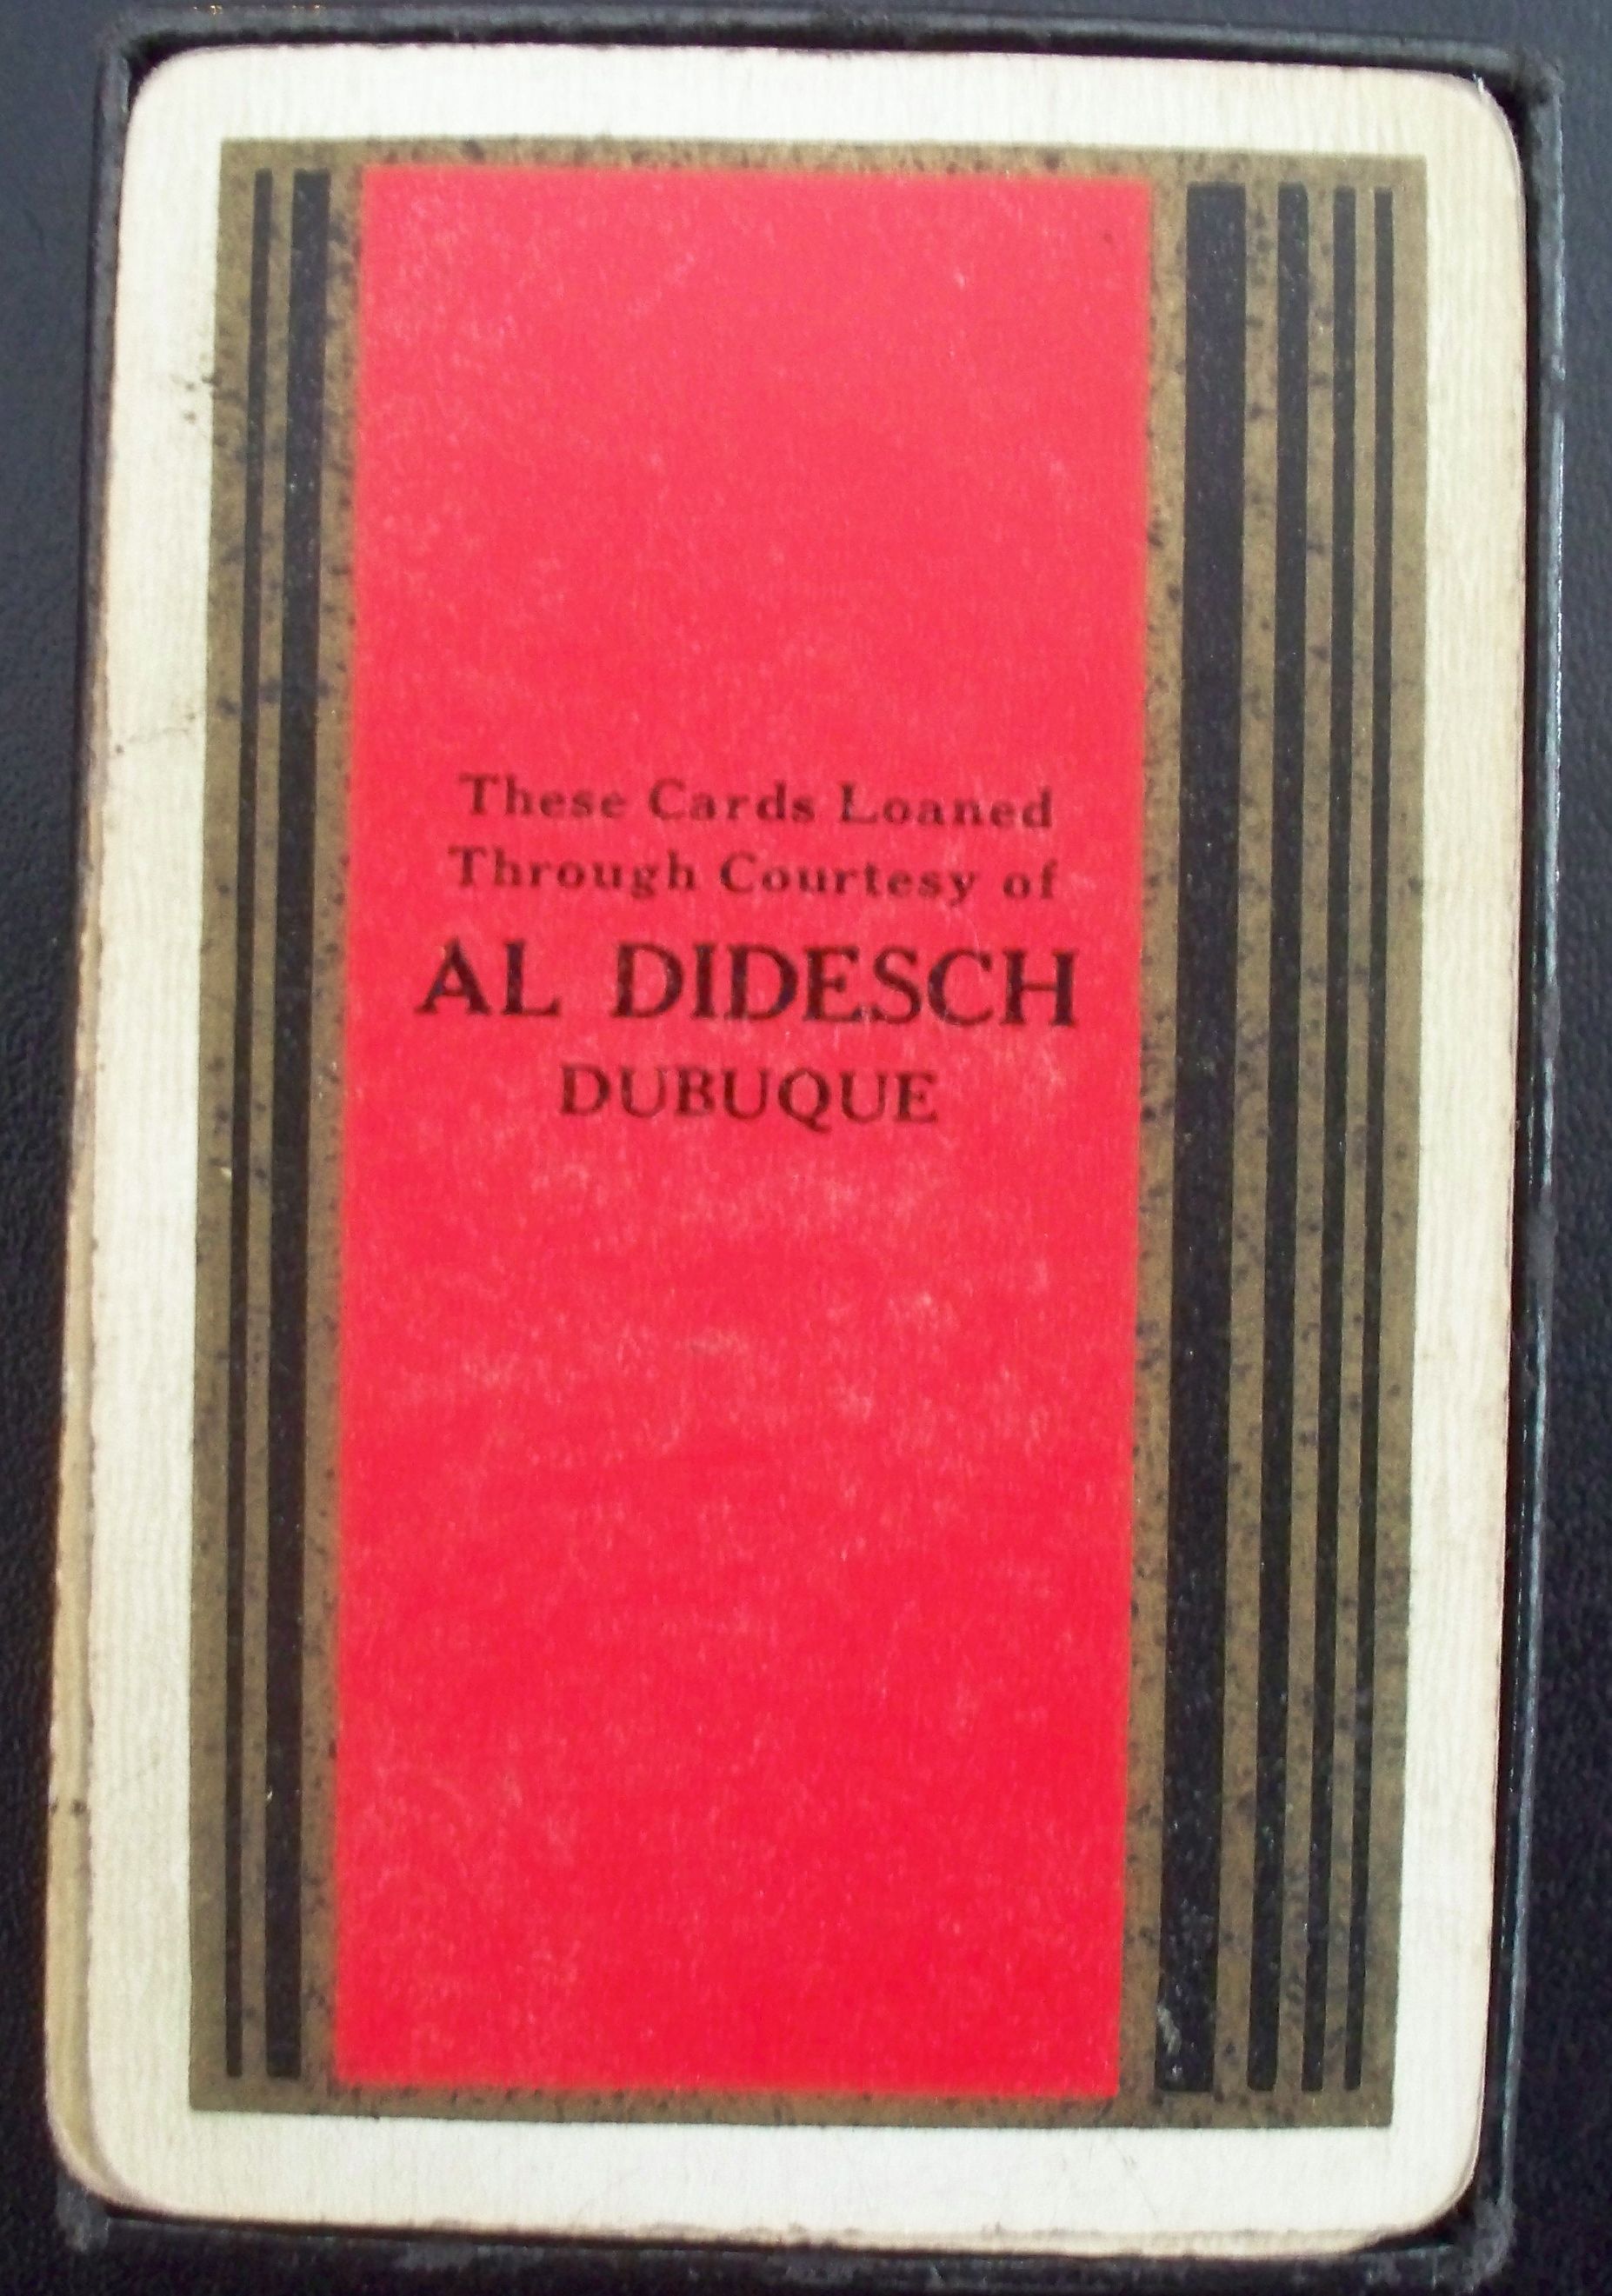 These Cards Loaned
Through Courtesy of
AL DIDESCH
DUBUQUE